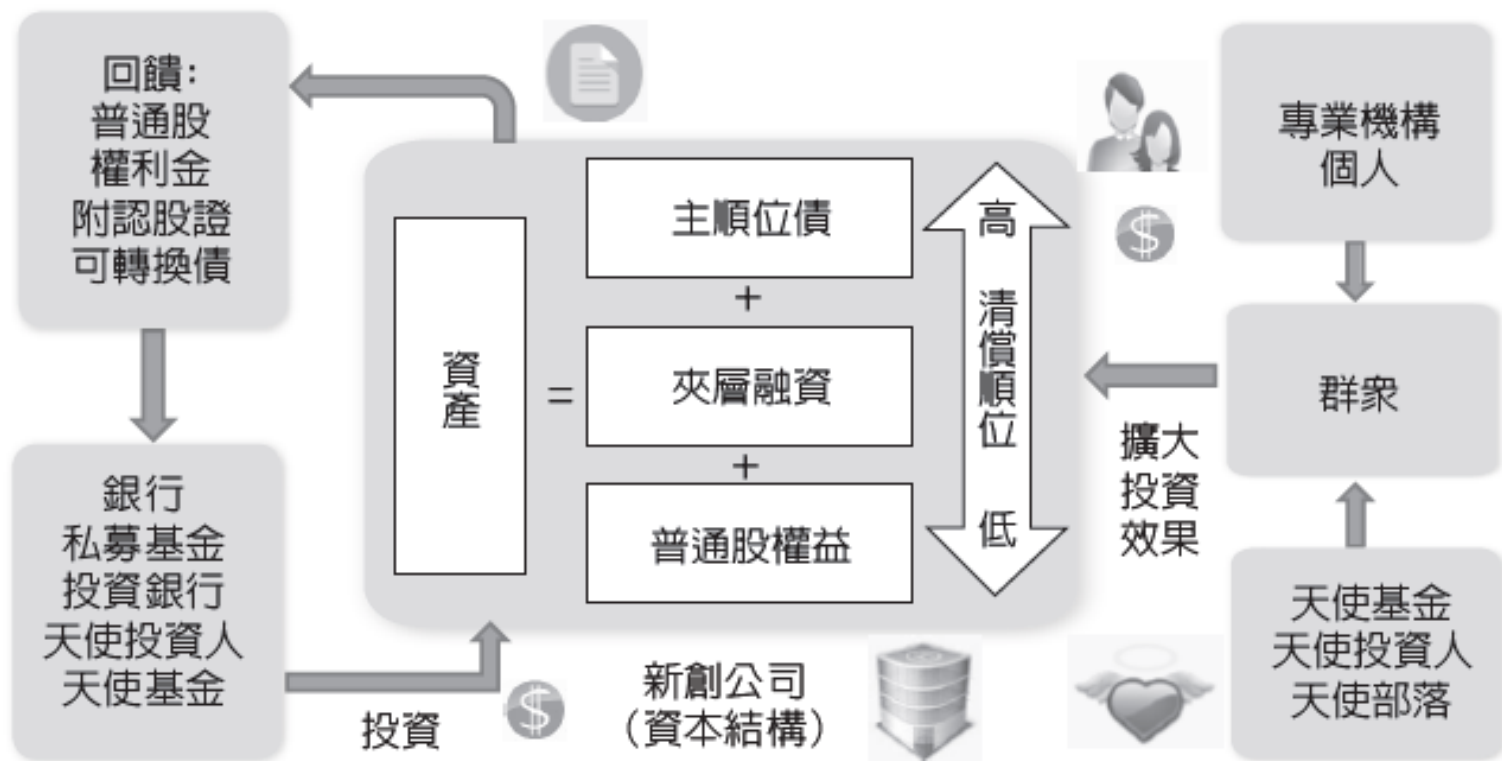 回饋：
普通股
權利金
附認股證
可轉換債
銀行
私募基金
投資銀行
天使投資人
天使基金
投資
$
資產
=
主順位債
+
夾層融資
+
普通股權益
高
清償順位
低
新創公司
（資本結構）
$
專業機構
個人
群眾
擴大
投資
效果
天使基金
天使投資人
天使部落